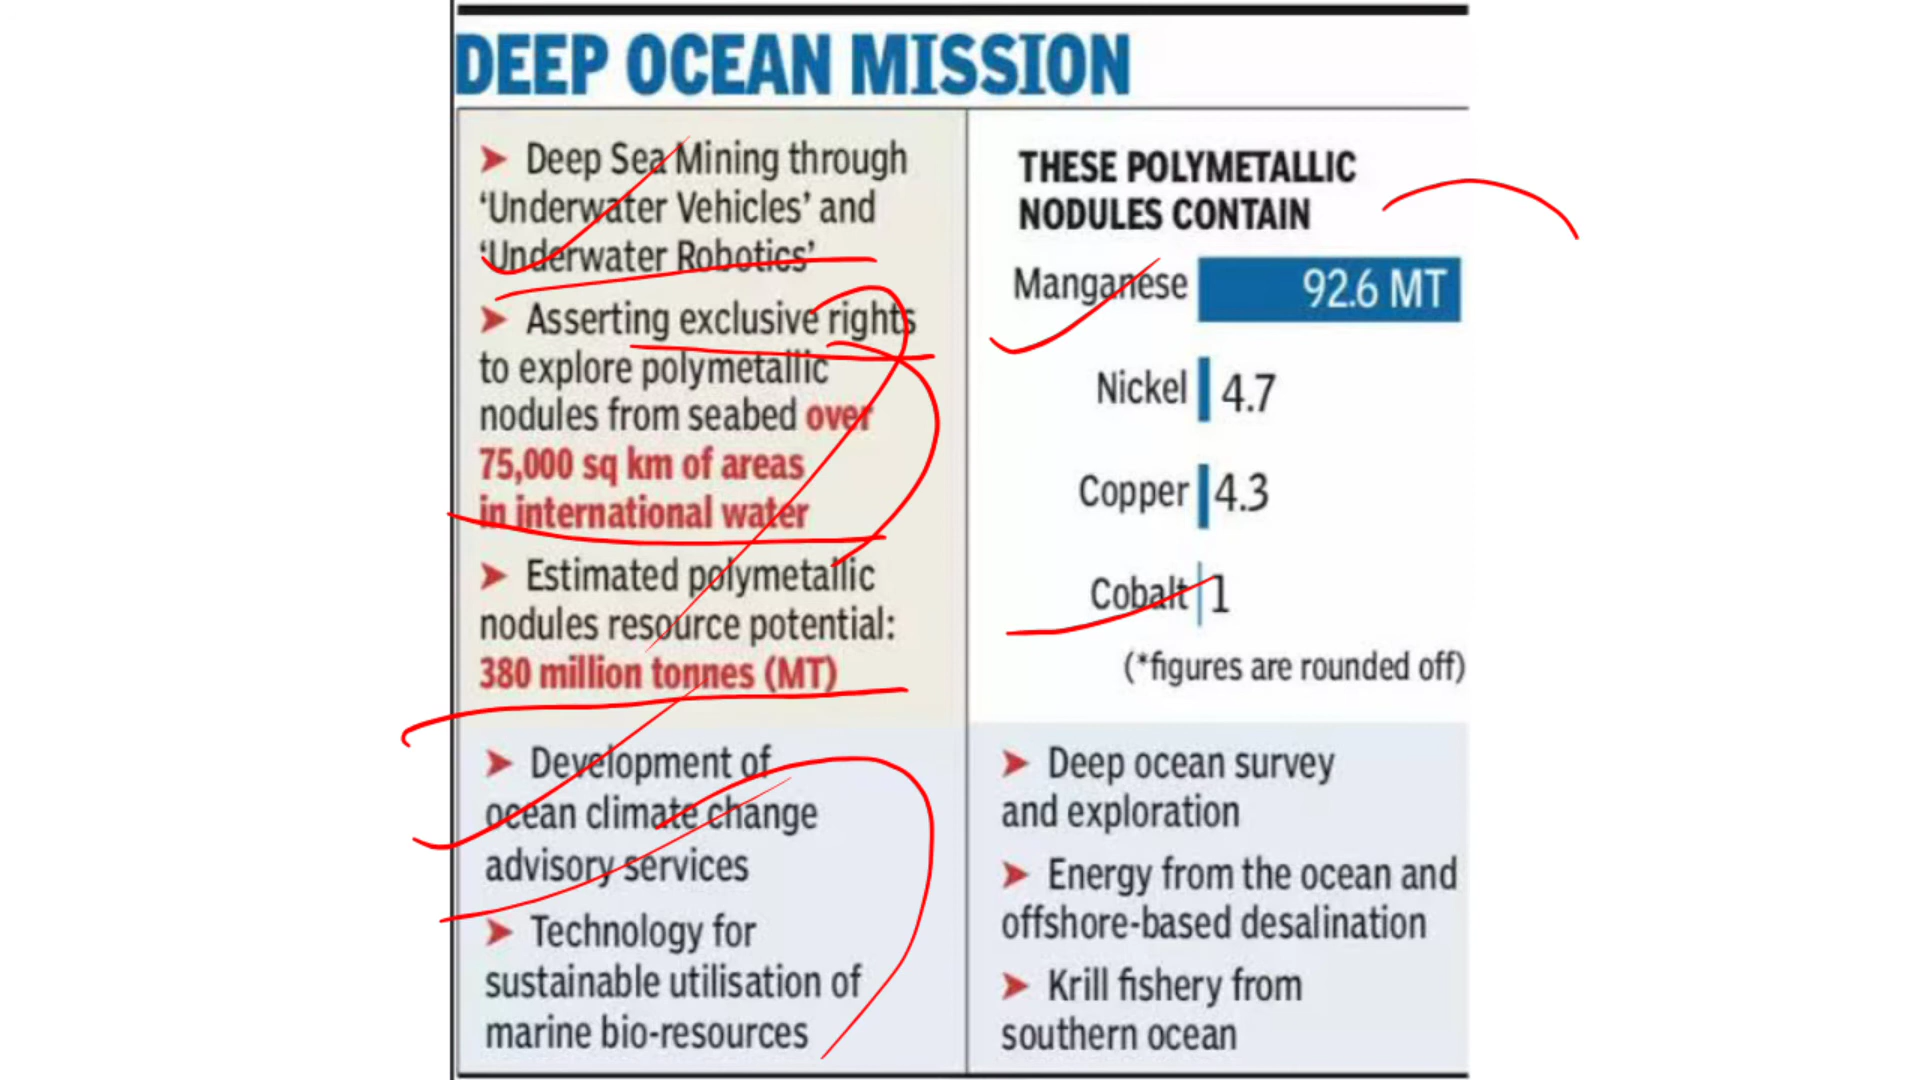 DEEP OCEAN MISSION
➤ Deep Sea Mining through
‘Underwater Vehicles’ and
‘Underwater Robotics’
➤ Asserting exclusive rights
to explore polymetallic
nodules from seabed over
75,000 sq km of areas
in international water
➤ Estimated polymetallic
nodules resource potential:
380 million tonnes (MT)
THESE POLYMETALLIC
NODULES CONTAIN
Manganese 92.6 MT
Nickel 4.7
Copper 4.3
Cobalt 1
(*figures are rounded off)
➤ Development of
ocean climate change
advisory services
➤ Technology for
sustainable utilisation of
marine bio-resources
➤ Deep ocean survey
and exploration
➤ Energy from the ocean and
offshore-based desalination
➤ Krill fishery from
southern ocean